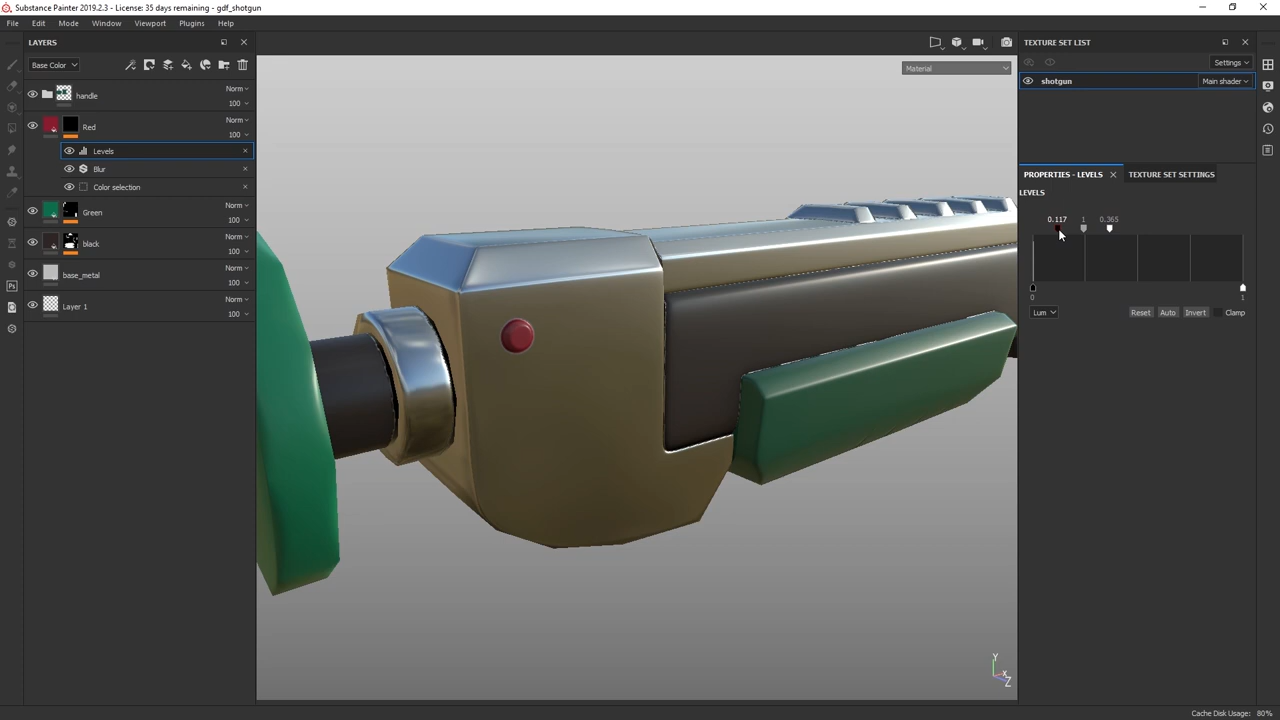 Substance Painter 2019.2.3 - License: 35 days remaining - gdf_shotgun
File Edit Mode Window Viewport Plugins Help
LAYERS
Base Color
handle Norm
100
Red Norm
100
Levels
Blur
Color selection
Green Norm
100
black Norm
100
base_metal Norm
100
Layer 1 Norm
100
Ps
Material
Y
X
Z
TEXTURE SET LIST
Settings
shotgun Main shader
PROPERTIES - LEVELS TEXTURE SET SETTINGS
LEVELS
0.117 1 0.365
0 1
Lum Reset Auto Invert Clamp
Cache Disk Usage: 80%